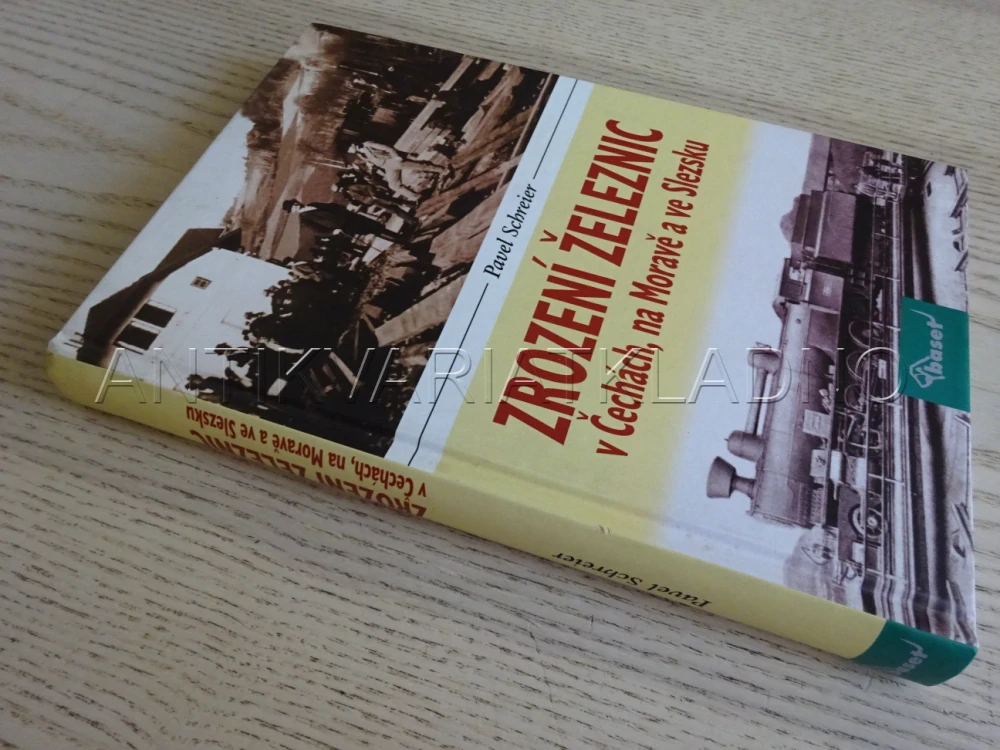 Pavel Schreier
ZROZENÍ ŽELEZNIC
v Čechách, na Moravě a ve Slezsku
baset
ANTIKVARIAT KLADNO
ZROZENÍ ŽELEZNIC
v Čechách, na Moravě a ve Slezsku
Pavel Schreier
baset